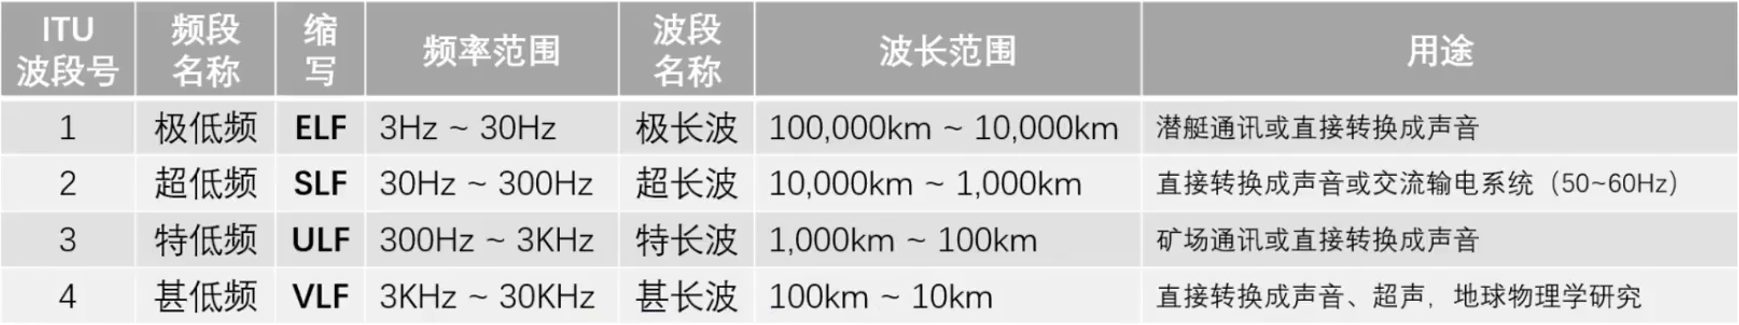 ITU 波段号 频段名称 缩写 频率范围 波段名称 波长范围 用途
1 极低频 ELF 3Hz ~ 30Hz 极长波 100,000km ~ 10,000km 潜艇通讯或直接转换成声音
2 超低频 SLF 30Hz ~ 300Hz 超长波 10,000km ~ 1,000km 直接转换成声音或交流输电系统（50~60Hz）
3 特低频 ULF 300Hz ~ 3KHz 特长波 1,000km ~ 100km 矿场通讯或直接转换成声音
4 甚低频 VLF 3KHz ~ 30KHz 甚长波 100km ~ 10km 直接转换成声音、超声，地球物理学研究